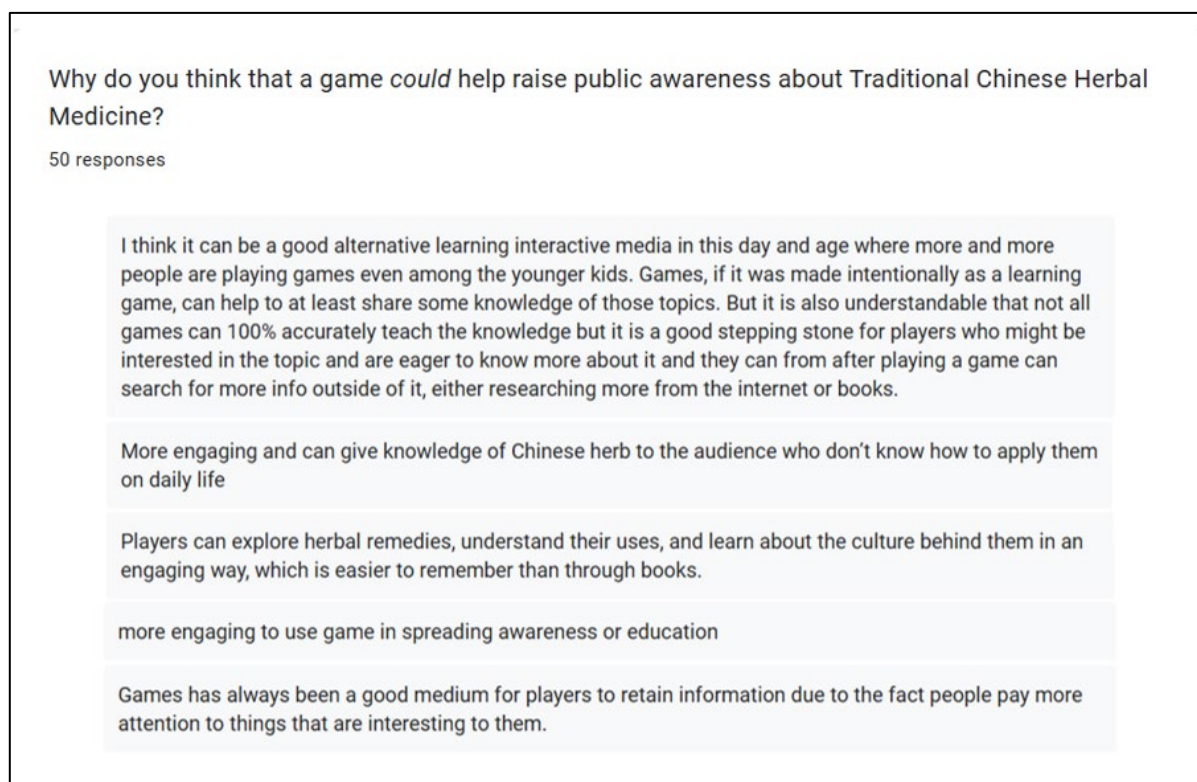 Why do you think that a game could help raise public awareness about Traditional Chinese Herbal
Medicine?
50 responses
I think it can be a good alternative learning interactive media in this day and age where more and more
people are playing games even among the younger kids. Games, if it was made intentionally as a learning
game, can help to at least share some knowledge of those topics. But it is also understandable that not all
games can 100% accurately teach the knowledge but it is a good stepping stone for players who might be
interested in the topic and are eager to know more about it and they can from after playing a game can
search for more info outside of it, either researching more from the internet or books.
More engaging and can give knowledge of Chinese herb to the audience who don't know how to apply them
on daily life
Players can explore herbal remedies, understand their uses, and learn about the culture behind them in an
engaging way, which is easier to remember than through books.
more engaging to use game in spreading awareness or education
Games has always been a good medium for players to retain information due to the fact people pay more
attention to things that are interesting to them.